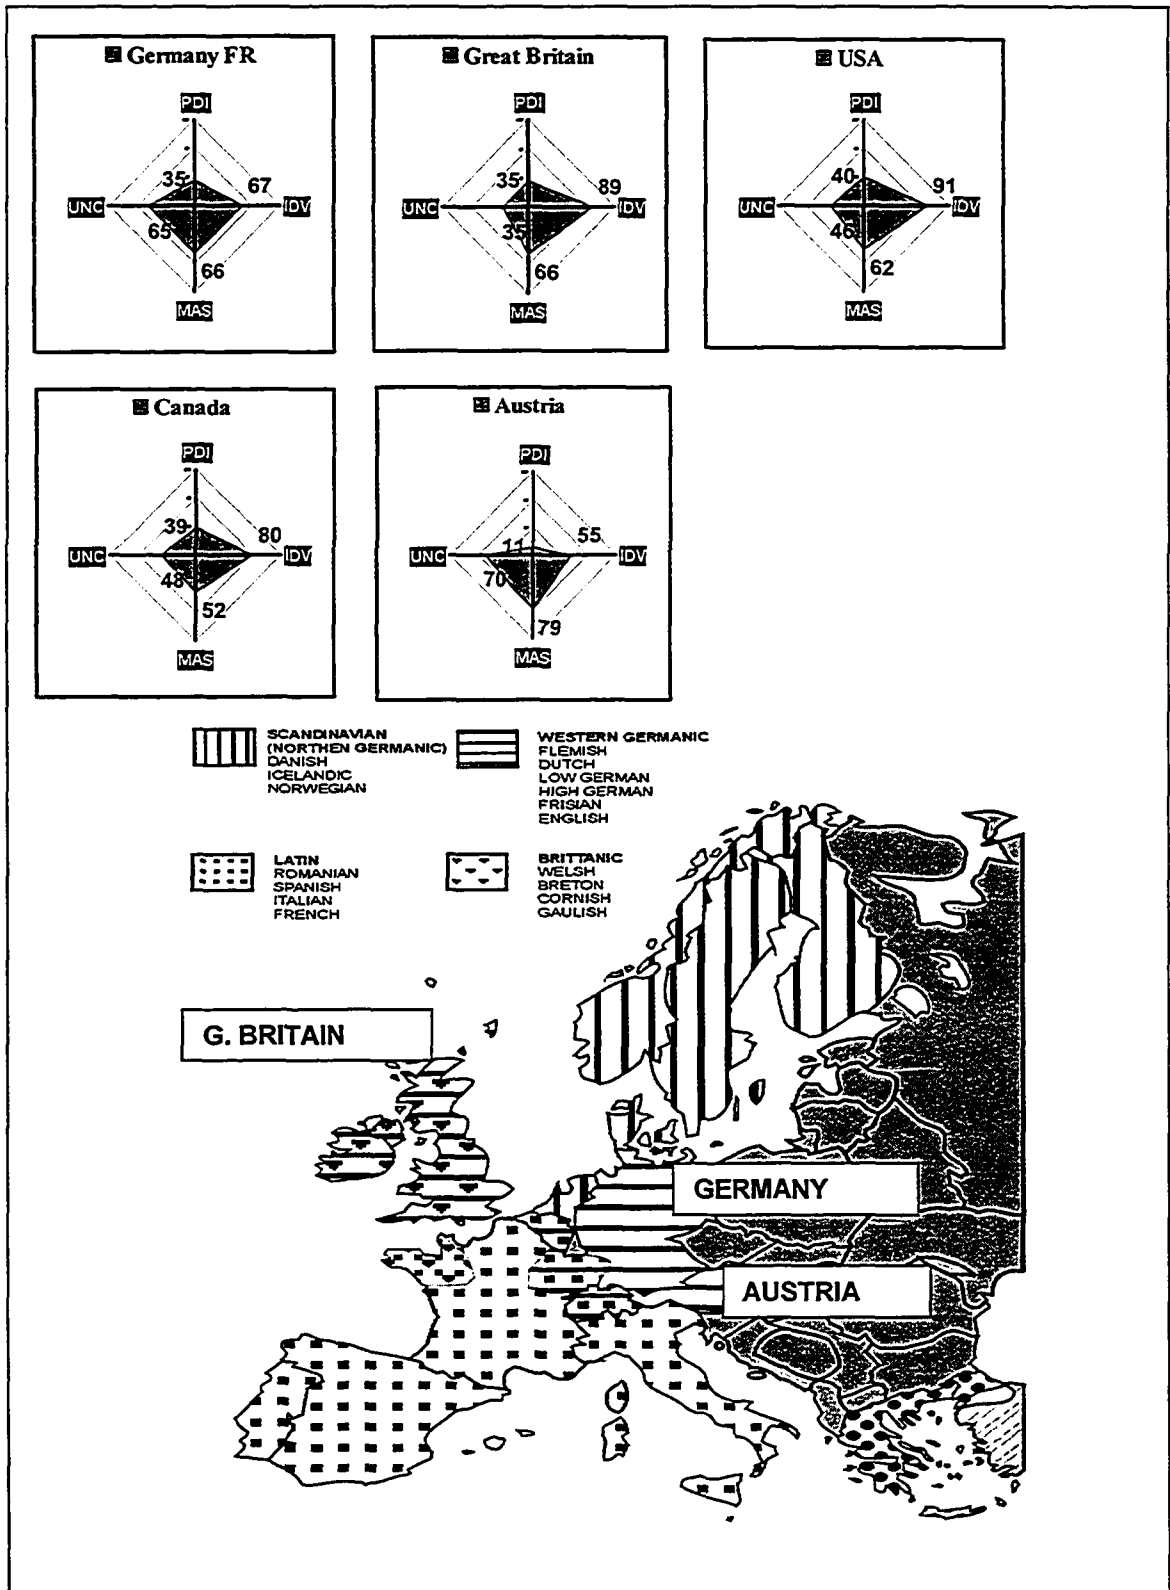 Germany FR
PDI
35
67
UNC
IDV
65
66
MAS
Great Britain
PDI
35
89
UNC
IDV
35
66
MAS
USA
PDI
40
91
UNC
IDV
46
62
MAS
Canada
PDI
39
80
UNC
IDV
48
52
MAS
Austria
PDI
11
55
UNC
IDV
70
79
MAS
SCANDINAVIAN
(NORTHEN GERMANIC)
DANISH
ICELANDIC
NORWEGIAN
WESTERN GERMANIC
FLEMISH
DUTCH
LOW GERMAN
HIGH GERMAN
FRISIAN
ENGLISH
LATIN
ROMANIAN
SPANISH
ITALIAN
FRENCH
BRITTANIC
WELSH
BRETON
CORNISH
GAULISH
G. BRITAIN
GERMANY
AUSTRIA